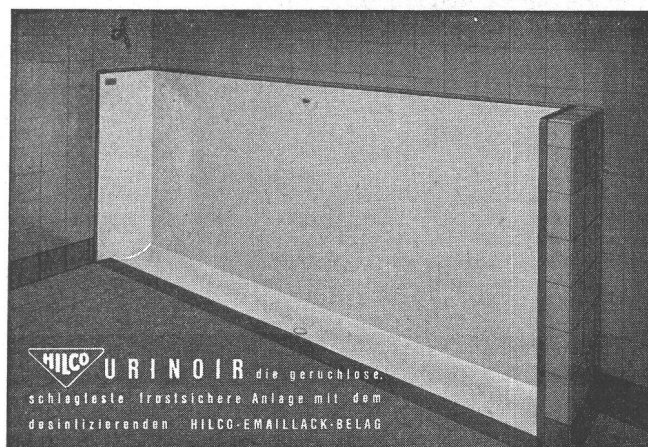 HILCO URINOIR die geruchlose,
schlagfeste frostsichere Anlage mit dem
desinfizierenden HILCO-EMAILLACK-BELAG